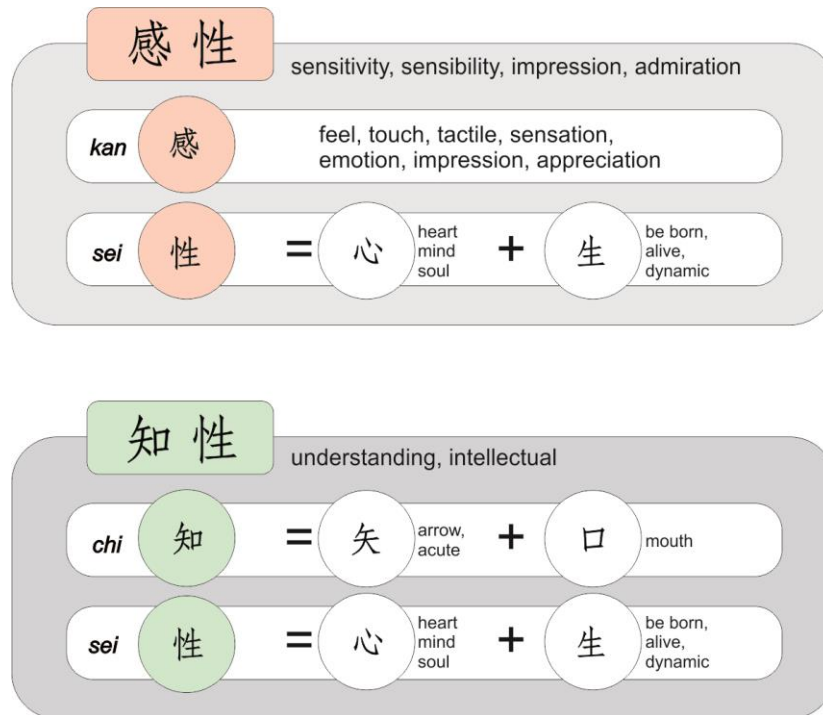 感性
sensitivity, sensibility, impression, admiration
kan 感 feel, touch, tactile, sensation,
emotion, impression, appreciation
sei 性 = 心 heart
mind
soul
+ 生 be born,
alive,
dynamic
知性
understanding, intellectual
chi 知 = 矢 arrow,
acute
+ 口 mouth
sei 性 = 心 heart
mind
soul
+ 生 be born,
alive,
dynamic